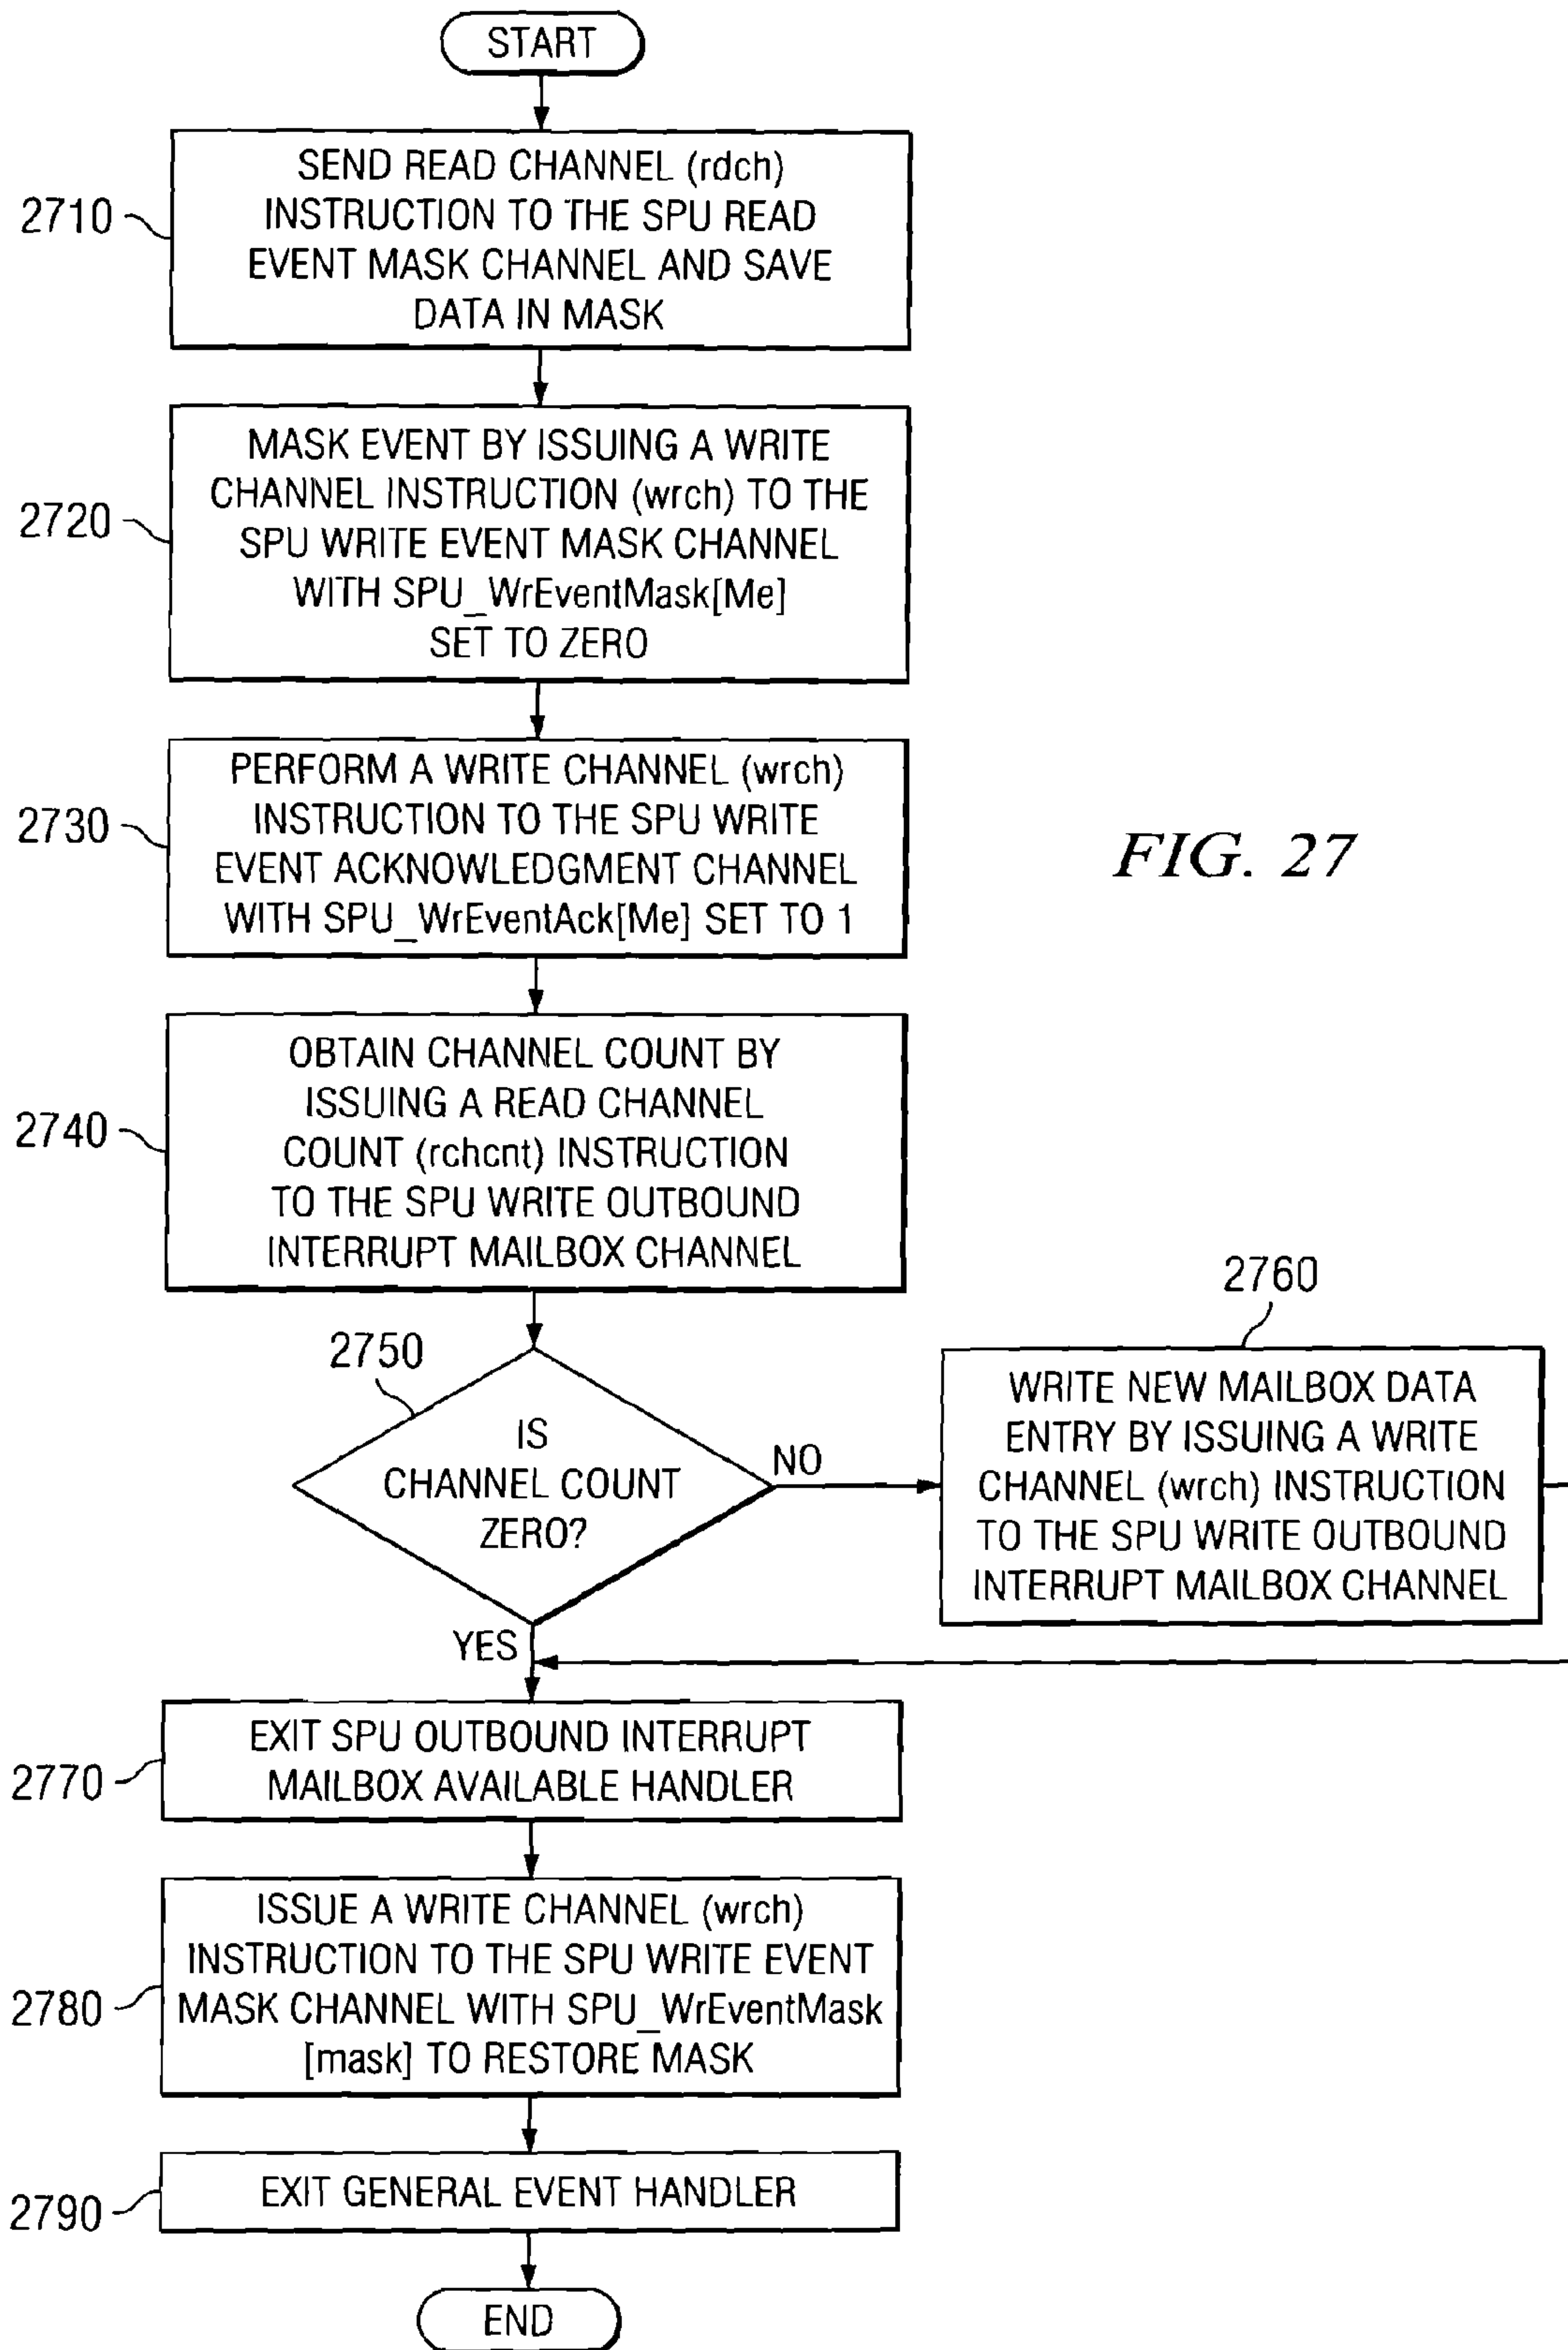 START
2710
SEND READ CHANNEL (rdch)
INSTRUCTION TO THE SPU READ
EVENT MASK CHANNEL AND SAVE
DATA IN MASK
2720
MASK EVENT BY ISSUING A WRITE
CHANNEL INSTRUCTION (wrch) TO THE
SPU WRITE EVENT MASK CHANNEL
WITH SPU_WrEventMask[Me]
SET TO ZERO
2730
PERFORM A WRITE CHANNEL (wrch)
INSTRUCTION TO THE SPU WRITE
EVENT ACKNOWLEDGMENT CHANNEL
WITH SPU_WrEventAck[Me] SET TO 1
FIG. 27
2740
OBTAIN CHANNEL COUNT BY
ISSUING A READ CHANNEL
COUNT (rchcnt) INSTRUCTION
TO THE SPU WRITE OUTBOUND
INTERRUPT MAILBOX CHANNEL
2750
IS
CHANNEL COUNT
ZERO?
NO
YES
2760
WRITE NEW MAILBOX DATA
ENTRY BY ISSUING A WRITE
CHANNEL (wrch) INSTRUCTION
TO THE SPU WRITE OUTBOUND
INTERRUPT MAILBOX CHANNEL
2770
EXIT SPU OUTBOUND INTERRUPT
MAILBOX AVAILABLE HANDLER
2780
ISSUE A WRITE CHANNEL (wrch)
INSTRUCTION TO THE SPU WRITE EVENT
MASK CHANNEL WITH SPU_WrEventMask
[mask] TO RESTORE MASK
2790
EXIT GENERAL EVENT HANDLER
END